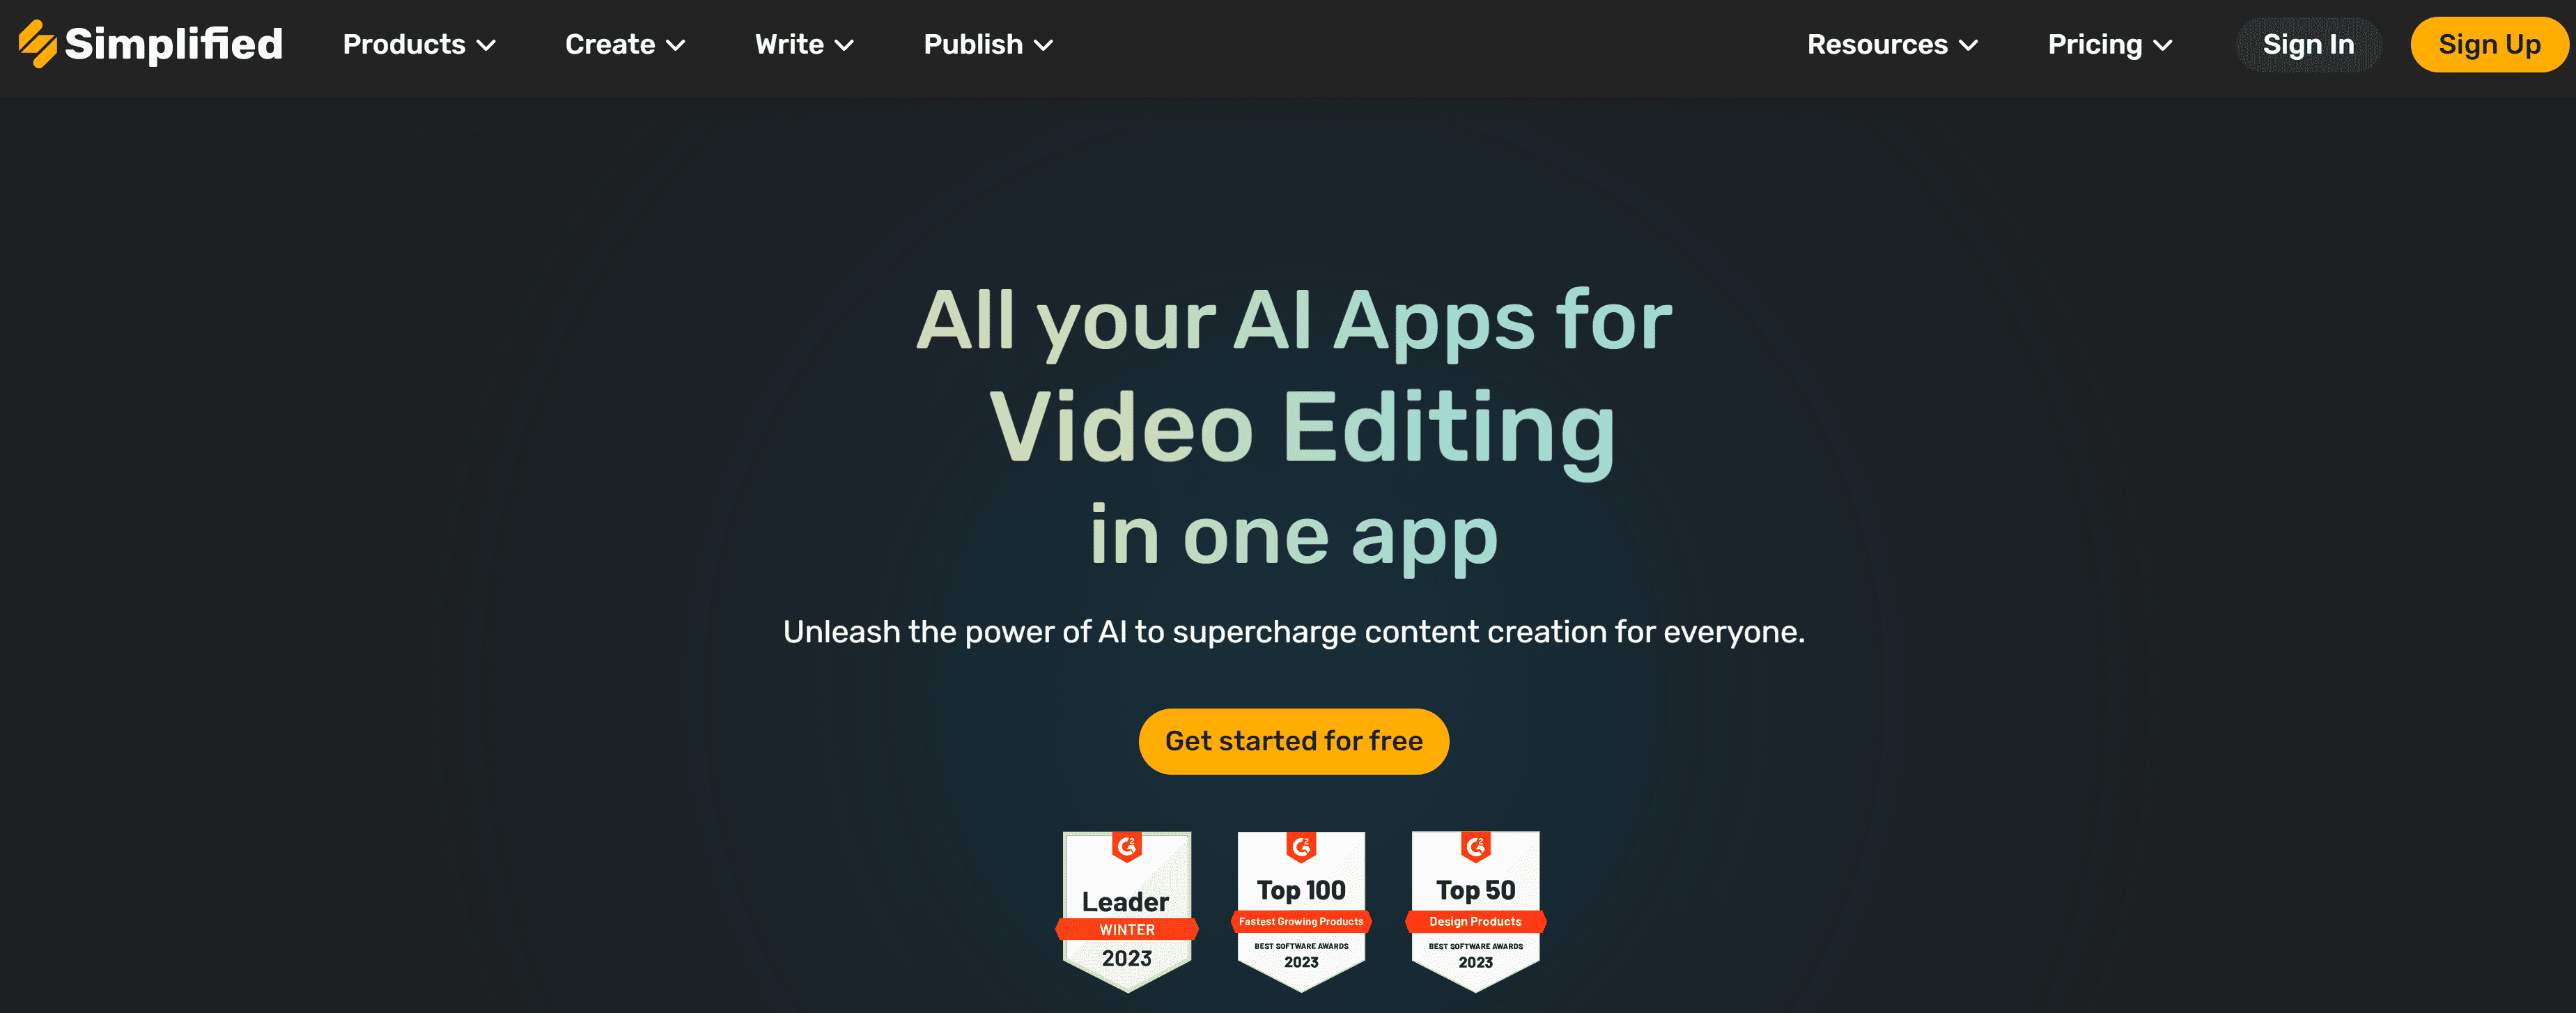 Simplified
Products
Create
Write
Publish
Resources
Pricing
Sign In
Sign Up
All your AI Apps for
Video Editing
in one app
Unleash the power of AI to supercharge content creation for everyone.
Get started for free
G2
Leader
WINTER
2023
G2
Top 100
Fastest Growing Products
BEST SOFTWARE AWARDS
2023
G2
Top 50
Design Products
BEST SOFTWARE AWARDS
2023